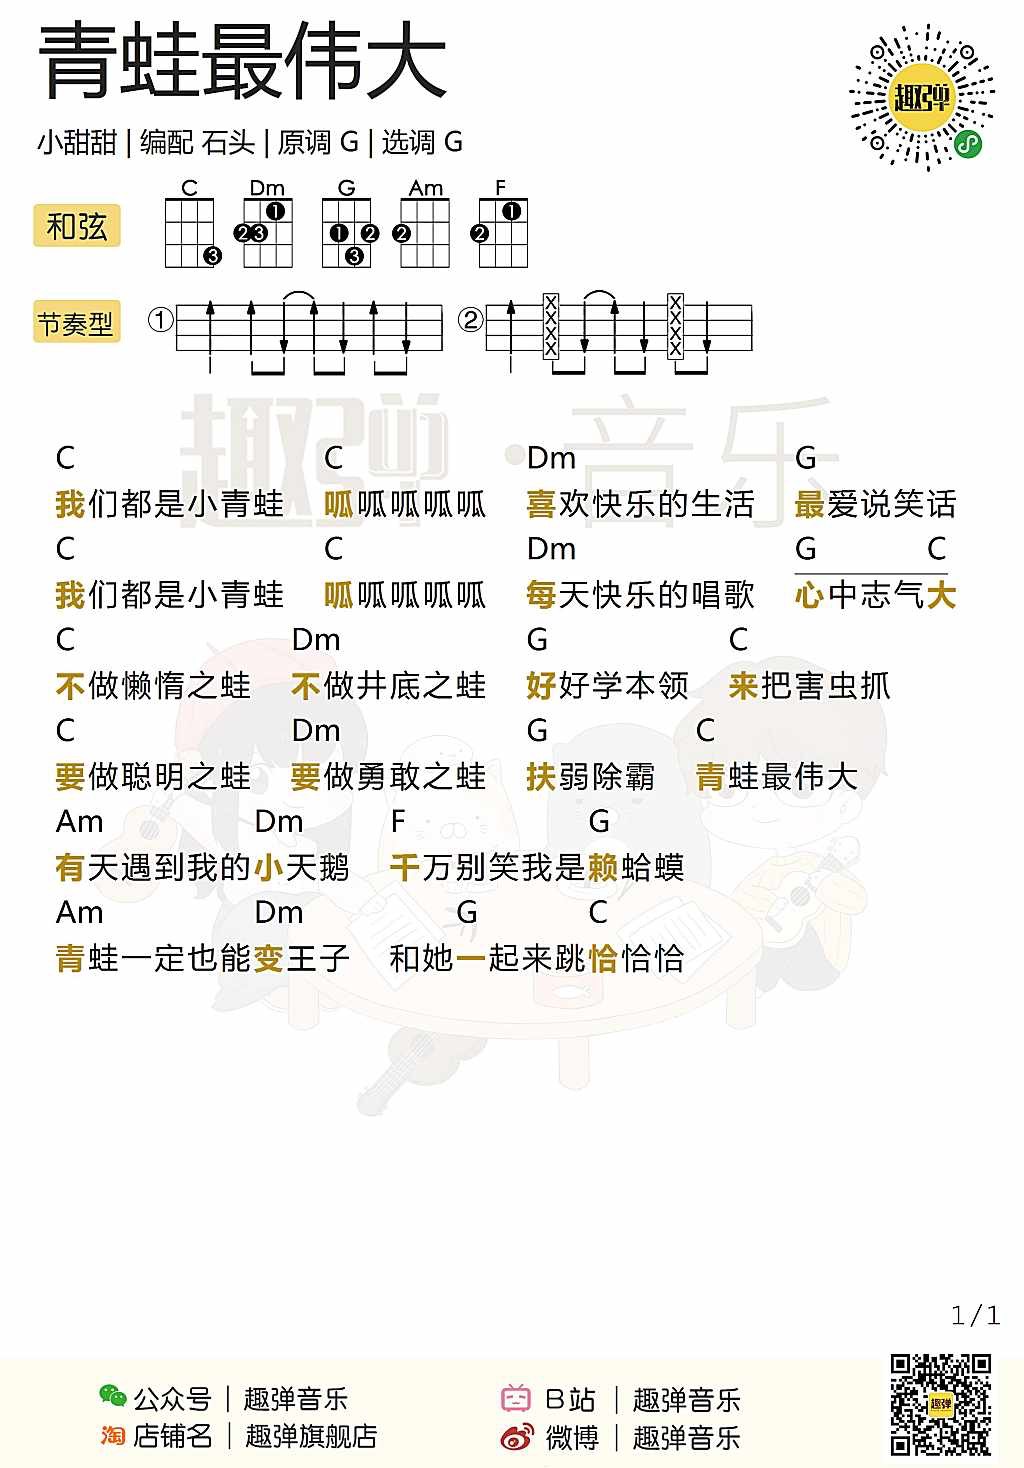 青蛙最伟大
趣弹
小甜甜 | 编配 石头 | 原调 G | 选调 G
和弦
C Dm G Am F
1 1 2 3 1 2 2 2 3 3
节奏型
① ②
X X
X X
X X
X X
趣弹·音乐
C C Dm G
我们都是小青蛙 呱呱呱呱呱 喜欢快乐的生活 最爱说笑话
C C Dm G C
我们都是小青蛙 呱呱呱呱呱 每天快乐的唱歌 心中志气大
C Dm G C
不做懒惰之蛙 不做井底之蛙 好好学本领 来把害虫抓
C Dm G C
要做聪明之蛙 要做勇敢之蛙 扶弱除霸 青蛙最伟大
Am Dm F G
有天遇到我的小天鹅 千万别笑我是赖蛤蟆
Am Dm G C
青蛙一定也能变王子 和她一起来跳恰恰恰
1/1
公众号 | 趣弹音乐 B站 | 趣弹音乐
淘 店铺名 | 趣弹旗舰店 微博 | 趣弹音乐
趣弹